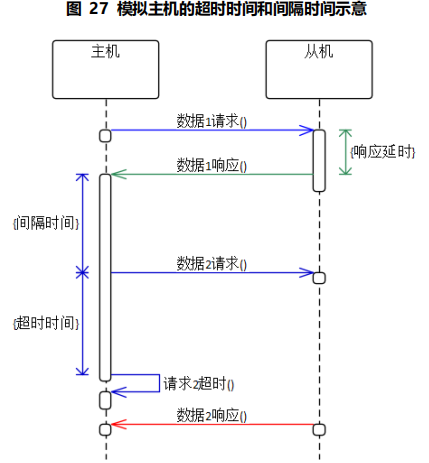 图 27 模拟主机的超时时间和间隔时间示意
主机
从机
数据1请求()
{响应延时}
数据1响应()
{间隔时间}
数据2请求()
{超时时间}
请求2超时()
数据2响应()